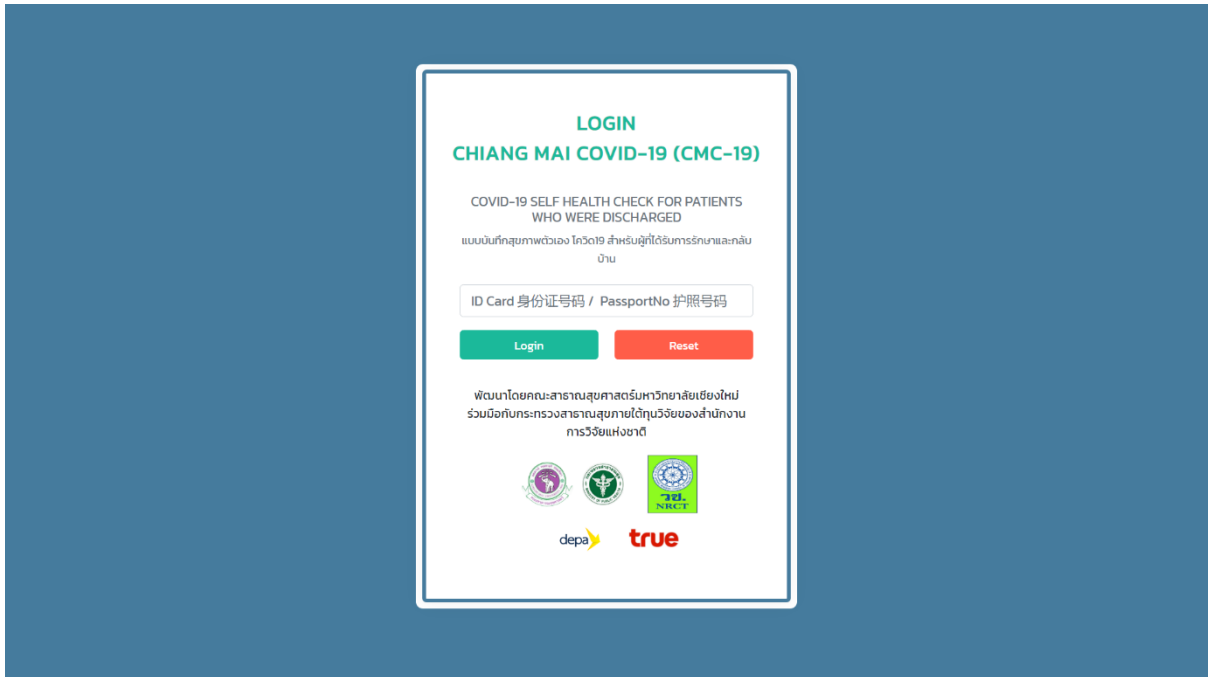 LOGIN
CHIANG MAI COVID-19 (CMC-19)
COVID-19 SELF HEALTH CHECK FOR PATIENTS
WHO WERE DISCHARGED
แบบบันทึกสุขภาพตัวเอง โควิด19 สำหรับผู้ที่ได้รับการรักษาและกลับ
บ้าน
ID Card 身份证号码 / PassportNo 护照号码
Login Reset
พัฒนาโดยคณะสาธารณสุขศาสตร์มหาวิทยาลัยเชียงใหม่
ร่วมมือกับกระทรวงสาธารณสุขภายใต้ทุนวิจัยของสำนักงาน
การวิจัยแห่งชาติ
วช.
NRCT
depa true